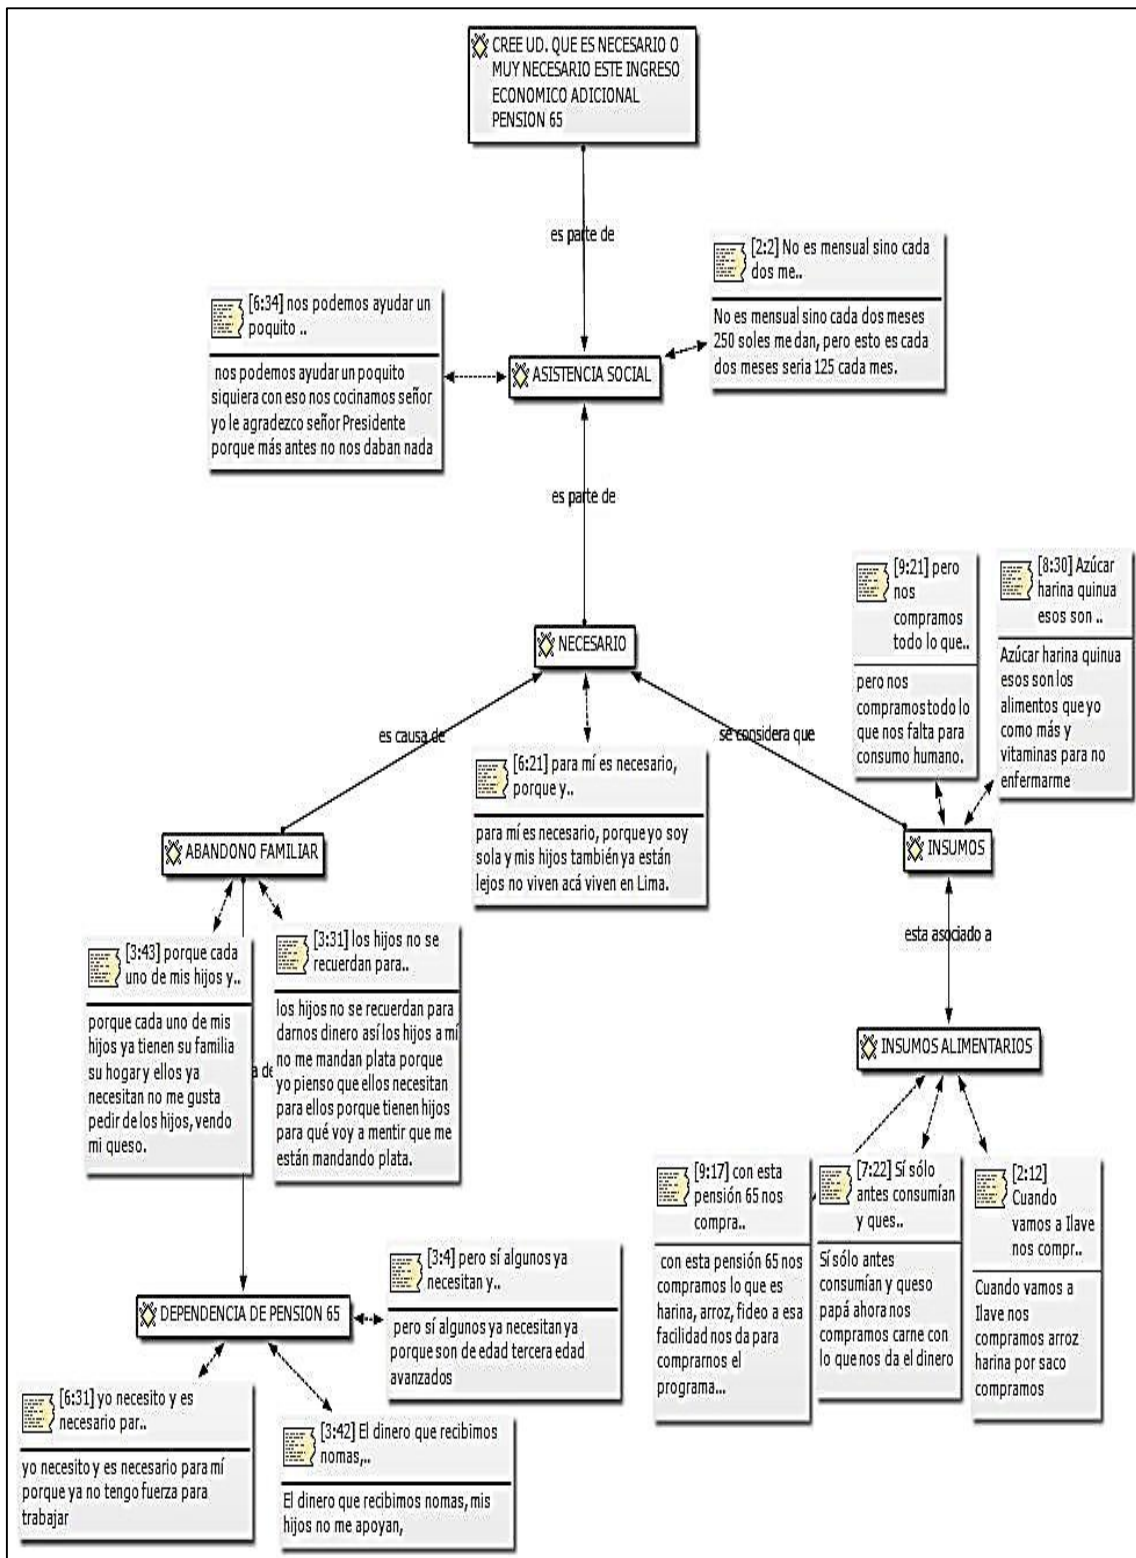 CREE UD. QUE ES NECESARIO O
MUY NECESARIO ESTE INGRESO
ECONOMICO ADICIONAL
PENSION 65
es parte de
[2:2] No es mensual sino cada
dos me..
No es mensual sino cada dos meses
250 soles me dan, pero esto es cada
dos meses seria 125 cada mes.
[6:34] nos podemos ayudar un
poquito ..
nos podemos ayudar un poquito
siquiera con eso nos cocinamos señor
yo le agradezco señor Presidente
porque más antes no nos daban nada
ASISTENCIA SOCIAL
es parte de
[9:21] pero
nos
compramos
todo lo que..
pero nos
compramos todo lo
que nos falta para
consumo humano.
[8:30] Azúcar
harina quinua
esos son ..
Azúcar harina quinua
esos son los
alimentos que yo
como más y
vitaminas para no
enfermarme
NECESARIO
es causa de
se considera que
[6:21] para mí es necesario,
porque y..
para mí es necesario, porque yo soy
sola y mis hijos también ya están
lejos no viven acá viven en Lima.
ABANDONO FAMILIAR
INSUMOS
esta asociado a
[3:43] porque cada
uno de mis hijos y..
porque cada uno de mis
hijos ya tienen su familia
su hogar y ellos ya
necesitan no me gusta
pedir de los hijos, vendo
mi queso.
a de
[3:31] los hijos no se
recuerdan para..
los hijos no se recuerdan para
darnos dinero así los hijos a mí
no me mandan plata porque
yo pienso que ellos necesitan
para ellos porque tienen hijos
para qué voy a mentir que me
están mandando plata.
INSUMOS ALIMENTARIOS
[9:17] con esta
pensión 65 nos
compra..
con esta pensión 65 nos
compramos lo que es
harina, arroz, fideo a esa
facilidad nos da para
comprarnos el
programa...
[7:22] Sí sólo
antes consumían
y ques..
Sí sólo antes
consumían y queso
papá ahora nos
compramos carne con
lo que nos da el dinero
[2:12]
Cuando
vamos a Ilave
nos compr..
Cuando vamos a
Ilave nos
compramos arroz
harina por saco
compramos
DEPENDENCIA DE PENSION 65
[3:4] pero sí algunos ya
necesitan y..
pero sí algunos ya necesitan ya
porque son de edad tercera edad
avanzados
[6:31] yo necesito y es
necesario par..
yo necesito y es necesario para mí
porque ya no tengo fuerza para
trabajar
[3:42] El dinero que recibimos
nomas,..
El dinero que recibimos nomas, mis
hijos no me apoyan,